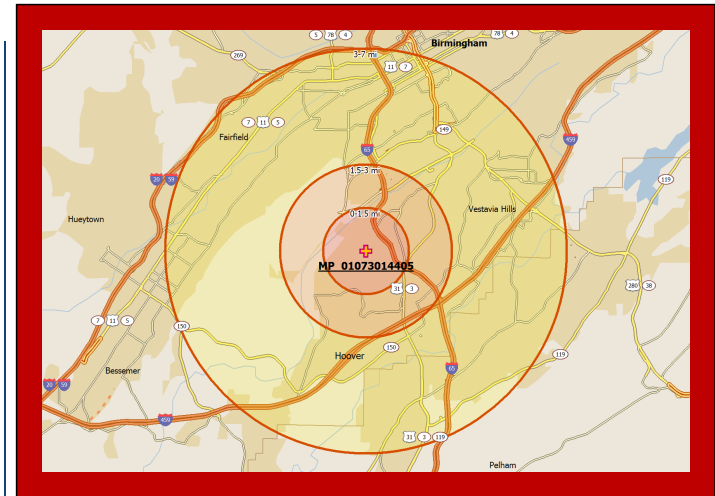 5 78 4
78 4
Birmingham
3-7 mi
269
11 7
7 11 5
149
Fairfield
65
459
1.5-3 mi
20 59
119
0-1.5 mi
Vestavia Hills
Hueytown
MP_01073014405
31 3
280 38
7 11 5
150
150
Hoover
119
Bessemer
65
20 59
459
31 3 119
Pelham